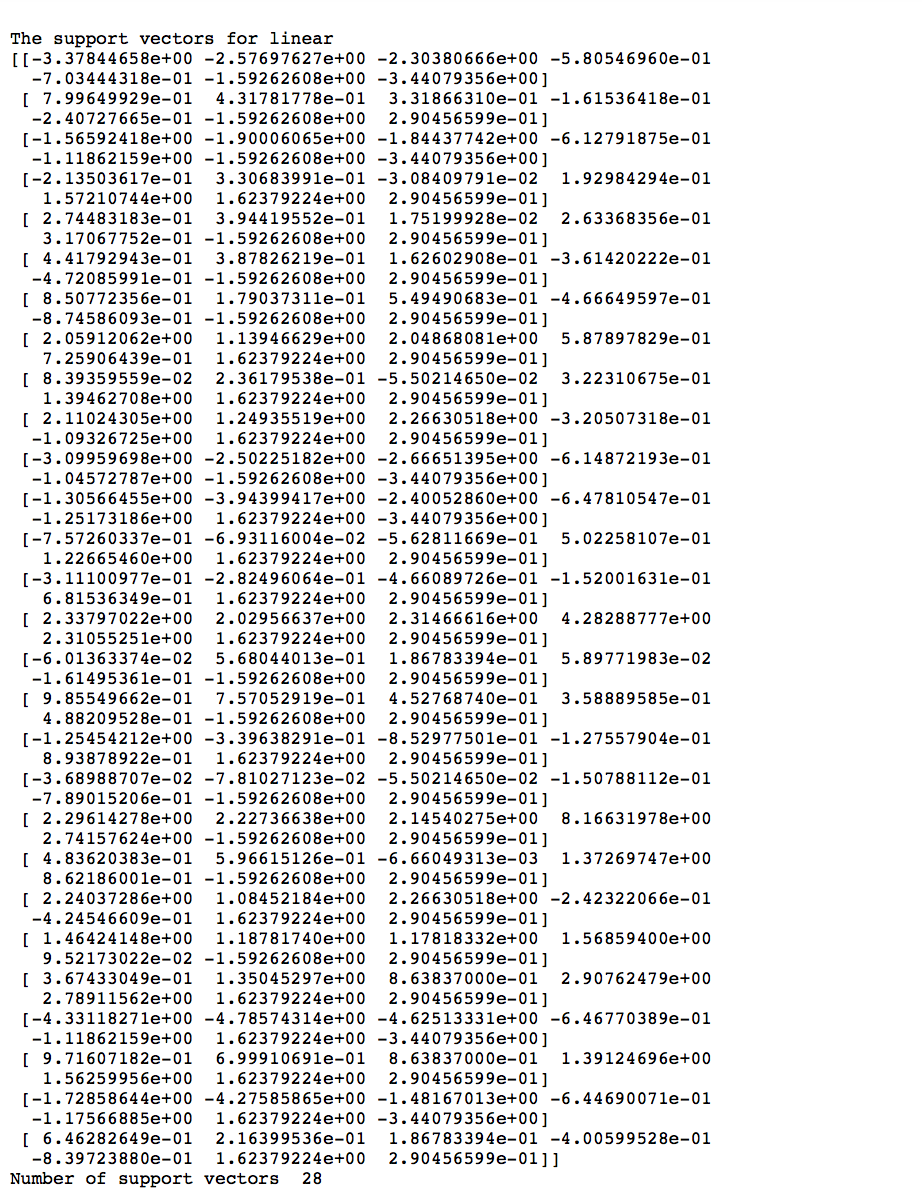 The support vectors for linear
[[-3.37844658e+00 -2.57697627e+00 -2.30380666e+00 -5.80546960e-01
  -7.03444318e-01 -1.59262608e+00 -3.44079356e+00]
 [ 7.99649929e-01  4.31781778e-01  3.31866310e-01 -1.61536418e-01
  -2.40727665e-01 -1.59262608e+00  2.90456599e-01]
 [-1.56592418e+00 -1.90006065e+00 -1.84437742e+00 -6.12791875e-01
  -1.11862159e+00 -1.59262608e+00 -3.44079356e+00]
 [-2.13503617e-01  3.30683991e-01 -3.08409791e-02  1.92984294e-01
   1.57210744e+00  1.62379224e+00  2.90456599e-01]
 [ 2.74483183e-01  3.94419552e-01  1.75199928e-02  2.63368356e-01
   3.17067752e-01 -1.59262608e+00  2.90456599e-01]
 [ 4.41792943e-01  3.87826219e-01  1.62602908e-01 -3.61420222e-01
  -4.72085991e-01 -1.59262608e+00  2.90456599e-01]
 [ 8.50772356e-01  1.79037311e-01  5.49490683e-01 -4.66649597e-01
  -8.74586093e-01 -1.59262608e+00  2.90456599e-01]
 [ 2.05912062e+00  1.13946629e+00  2.04868081e+00  5.87897829e-01
   7.25906439e-01  1.62379224e+00  2.90456599e-01]
 [ 8.39359559e-02  2.36179538e-01 -5.50214650e-02  3.22310675e-01
   1.39462708e+00  1.62379224e+00  2.90456599e-01]
 [ 2.11024305e+00  1.24935519e+00  2.26630518e+00 -3.20507318e-01
  -1.09326725e+00  1.62379224e+00  2.90456599e-01]
 [-3.09959698e+00 -2.50225182e+00 -2.66651395e+00 -6.14872193e-01
  -1.04572787e+00 -1.59262608e+00 -3.44079356e+00]
 [-1.30566455e+00 -3.94399417e+00 -2.40052860e+00 -6.47810547e-01
  -1.25173186e+00  1.62379224e+00 -3.44079356e+00]
 [-7.57260337e-01 -6.93116004e-02 -5.62811669e-01  5.02258107e-01
   1.22665460e+00  1.62379224e+00  2.90456599e-01]
 [-3.11100977e-01 -2.82496064e-01 -4.66089726e-01 -1.52001631e-01
   6.81536349e-01  1.62379224e+00  2.90456599e-01]
 [ 2.33797022e+00  2.02956637e+00  2.31466616e+00  4.28288777e+00
   2.31055251e+00  1.62379224e+00  2.90456599e-01]
 [-6.01363374e-02  5.68044013e-01  1.86783394e-01  5.89771983e-02
  -1.61495361e-01 -1.59262608e+00  2.90456599e-01]
 [ 9.85549662e-01  7.57052919e-01  4.52768740e-01  3.58889585e-01
   4.88209528e-01 -1.59262608e+00  2.90456599e-01]
 [-1.25454212e+00 -3.39638291e-01 -8.52977501e-01 -1.27557904e-01
   8.93878922e-01  1.62379224e+00  2.90456599e-01]
 [-3.68988707e-02 -7.81027123e-02 -5.50214650e-02 -1.50788112e-01
  -7.89015206e-01 -1.59262608e+00  2.90456599e-01]
 [ 2.29614278e+00  2.22736638e+00  2.14540275e+00  8.16631978e+00
   2.74157624e+00 -1.59262608e+00  2.90456599e-01]
 [ 4.83620383e-01  5.96615126e-01 -6.66049313e-03  1.37269747e+00
   8.62186001e-01 -1.59262608e+00  2.90456599e-01]
 [ 2.24037286e+00  1.08452184e+00  2.26630518e+00 -2.42322066e-01
  -4.24546609e-01  1.62379224e+00  2.90456599e-01]
 [ 1.46424148e+00  1.18781740e+00  1.17818332e+00  1.56859400e+00
   9.52173022e-02 -1.59262608e+00  2.90456599e-01]
 [ 3.67433049e-01  1.35045297e+00  8.63837000e-01  2.90762479e+00
   2.78911562e+00  1.62379224e+00  2.90456599e-01]
 [-4.33118271e+00 -4.78574314e+00 -4.62513331e+00 -6.46770389e-01
  -1.11862159e+00  1.62379224e+00 -3.44079356e+00]
 [ 9.71607182e-01  6.99910691e-01  8.63837000e-01  1.39124696e+00
   1.56259956e+00  1.62379224e+00  2.90456599e-01]
 [-1.72858644e+00 -4.27585865e+00 -1.48167013e+00 -6.44690071e-01
  -1.17566885e+00  1.62379224e+00 -3.44079356e+00]
 [ 6.46282649e-01  2.16399536e-01  1.86783394e-01 -4.00599528e-01
  -8.39723880e-01  1.62379224e+00  2.90456599e-01]]
Number of support vectors  28